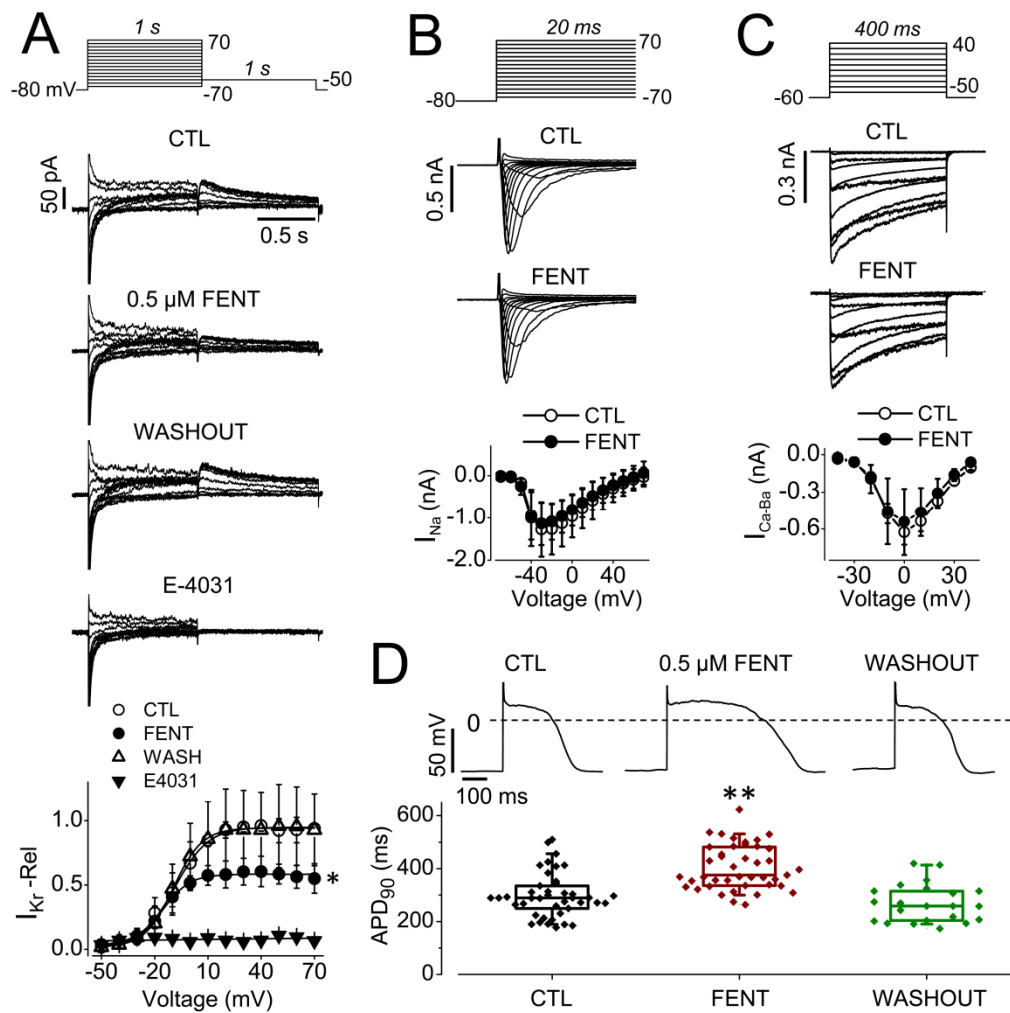 A
1 s
70
1 s
-50
-80 mV
-70
CTL
50 pA
0.5 s
0.5 µM FENT
WASHOUT
E-4031
CTL
FENT
WASH
E4031
1.0
0.5
0.0
I_Kr-Rel
*
-50 -20 10 40 70
Voltage (mV)
B
20 ms
70
-80
-70
CTL
0.5 nA
FENT
CTL
FENT
0.0
-1.0
-2.0
I_Na (nA)
-40 0 40
Voltage (mV)
C
400 ms
40
-50
-60
CTL
0.3 nA
FENT
CTL
FENT
0.0
-0.3
-0.6
I_Ca-Ba (nA)
-30 0 30
Voltage (mV)
D
CTL 0.5 µM FENT WASHOUT
0
50 mV
100 ms
**
600
400
200
0
APD90 (ms)
CTL FENT WASHOUT